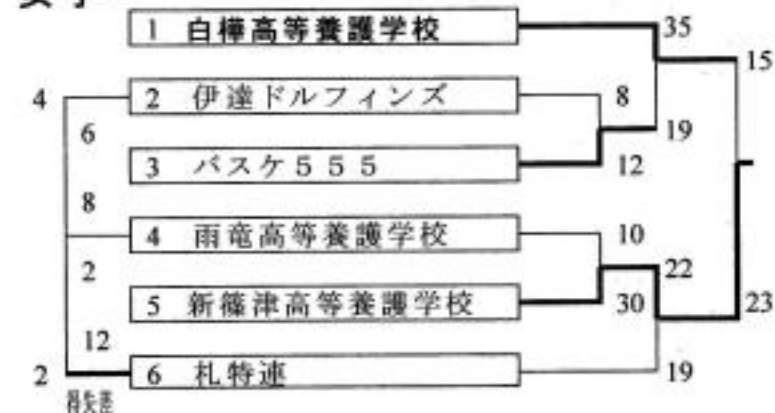 女子
1 白樺高等養護学校
35
15
4
2 伊達ドルフィンズ
8
6
19
3 バスケ555
12
8
4 雨竜高等養護学校
10
2
22
5 新篠津高等養護学校
30
23
12
2
6 札特連
19
得失差